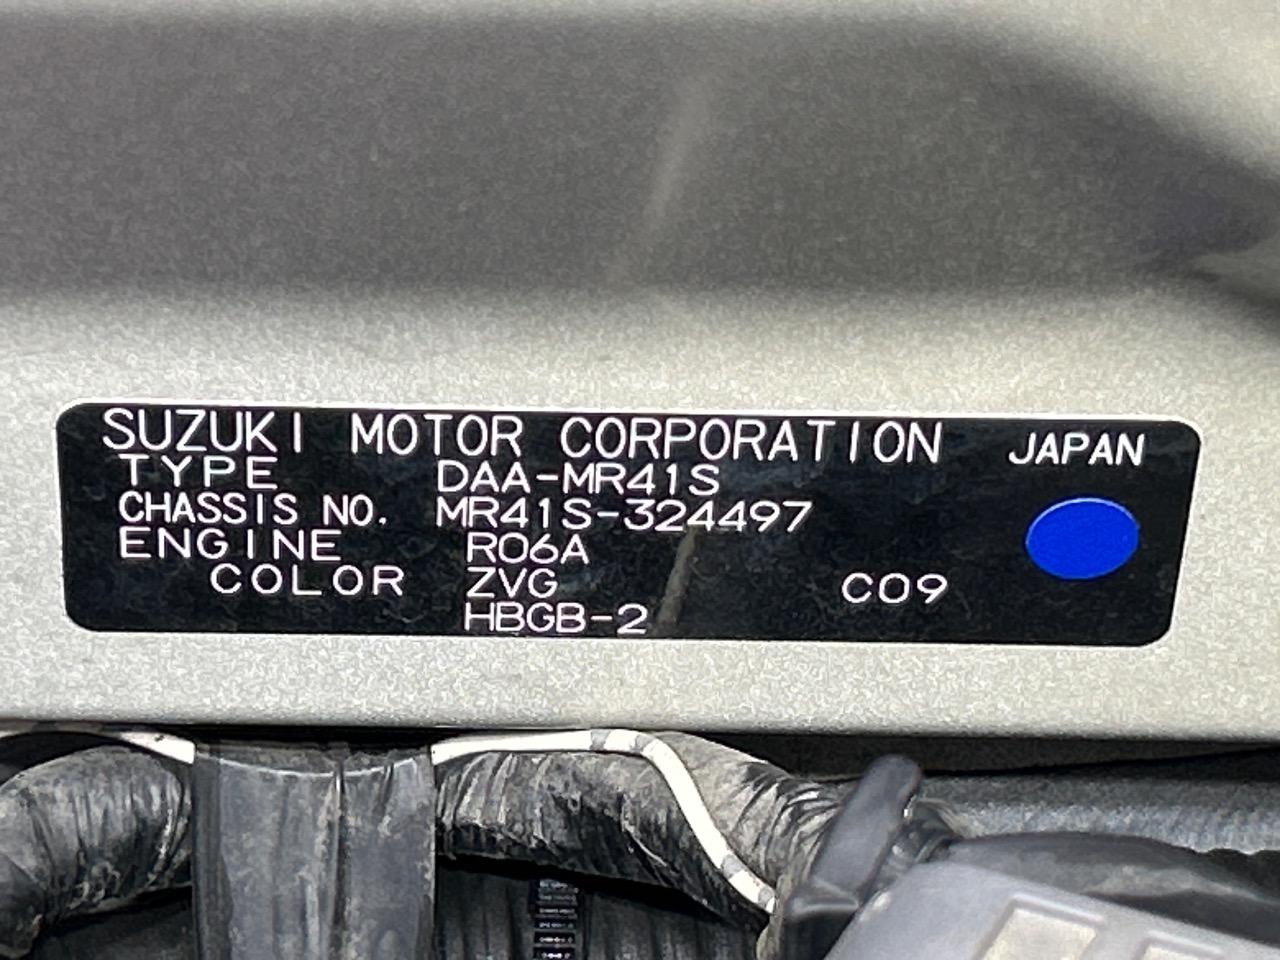 SUZUKI MOTOR CORPORATION JAPAN
TYPE DAA-MR41S
CHASSIS NO. MR41S-324497
ENGINE R06A
COLOR ZVG C09
HBGB-2